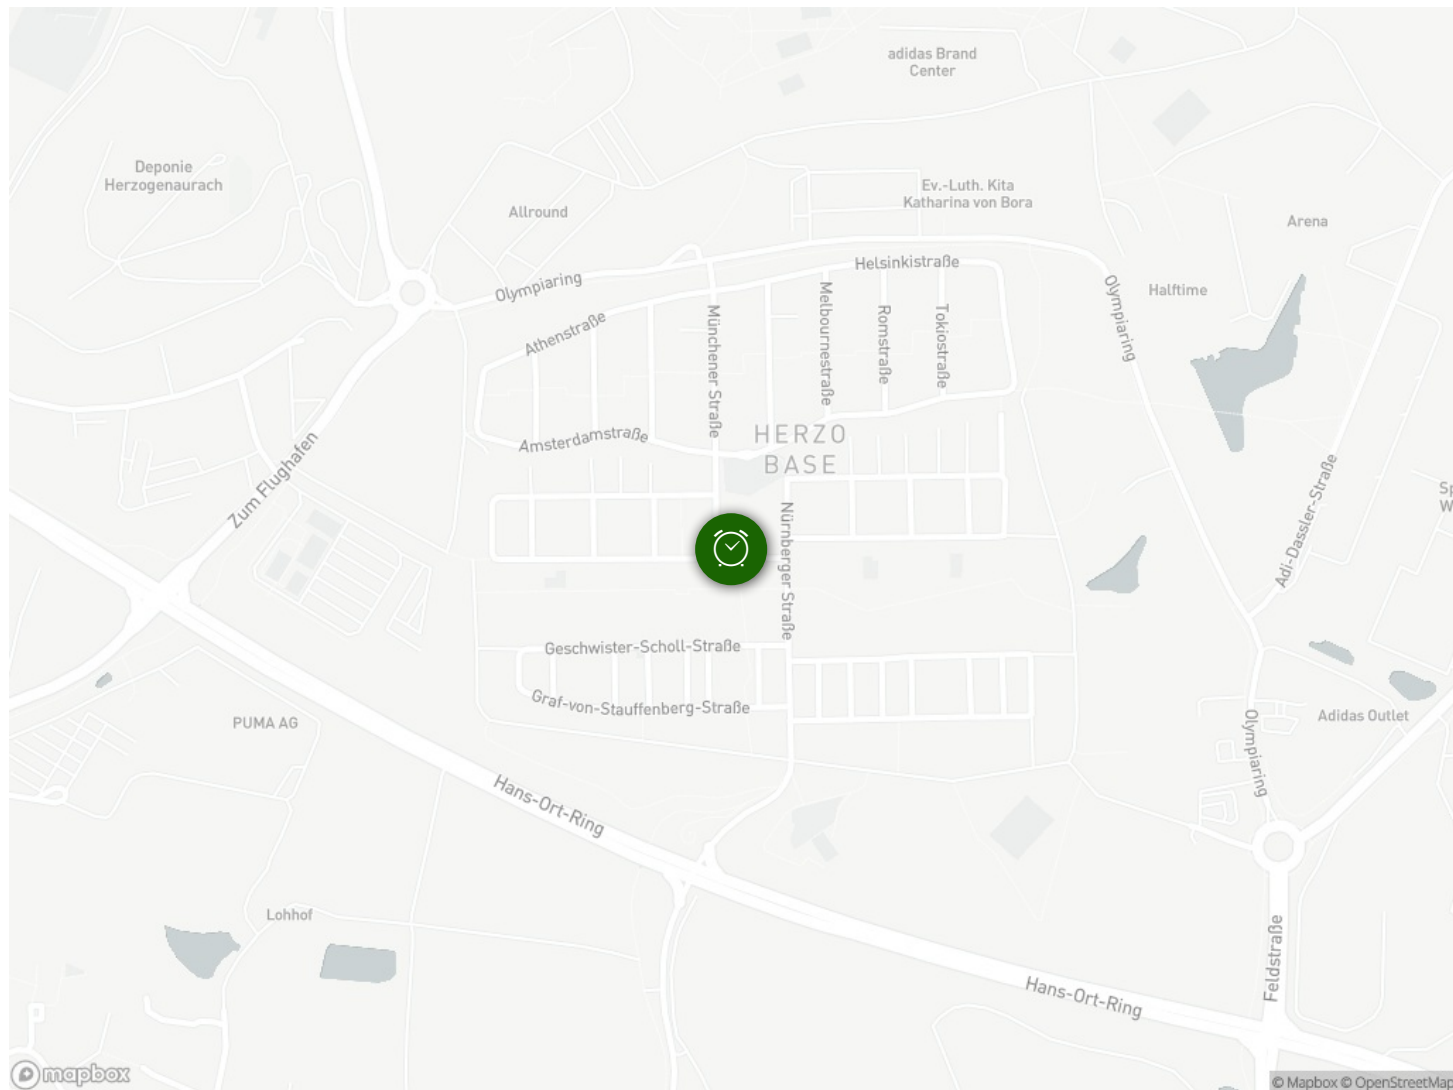 adidas Brand
Center
Deponie
Herzogenaurach
Ev.-Luth. Kita
Katharina von Bora
Allround
Arena
Helsinkistraße
Olympiaring
Halftime
Olympiaring
Athenstraße
Münchener Straße
Melbournestraße
Romstraße
Tokiostraße
Amsterdamstraße
HERZO
BASE
Zum Flughafen
Adi-Dassler-Straße
Sp
W
Nürnberger Straße
Geschwister-Scholl-Straße
Graf-von-Stauffenberg-Straße
PUMA AG
Adidas Outlet
Olympiaring
Hans-Ort-Ring
Lohhof
Feldstraße
Hans-Ort-Ring
mapbox
© Mapbox © OpenStreetMap